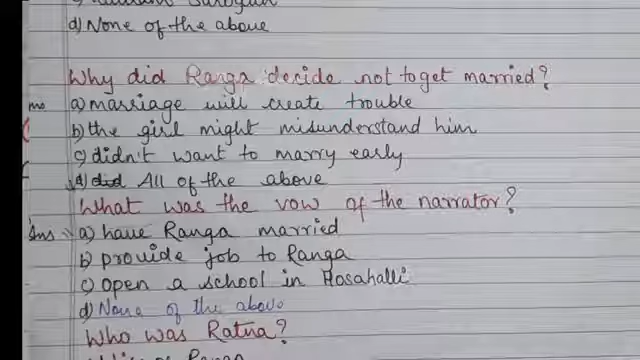 d) None of the above
Why did Ranga decide not to get married?
a) marriage will create trouble
b) the girl might misunderstand him
c) didn't want to marry early
d) All of the above
What was the vow of the narrator?
Ans a) have Ranga married
b) provide job to Ranga
c) open a school in Hosahalli
d) None of the above
Who was Ratna?